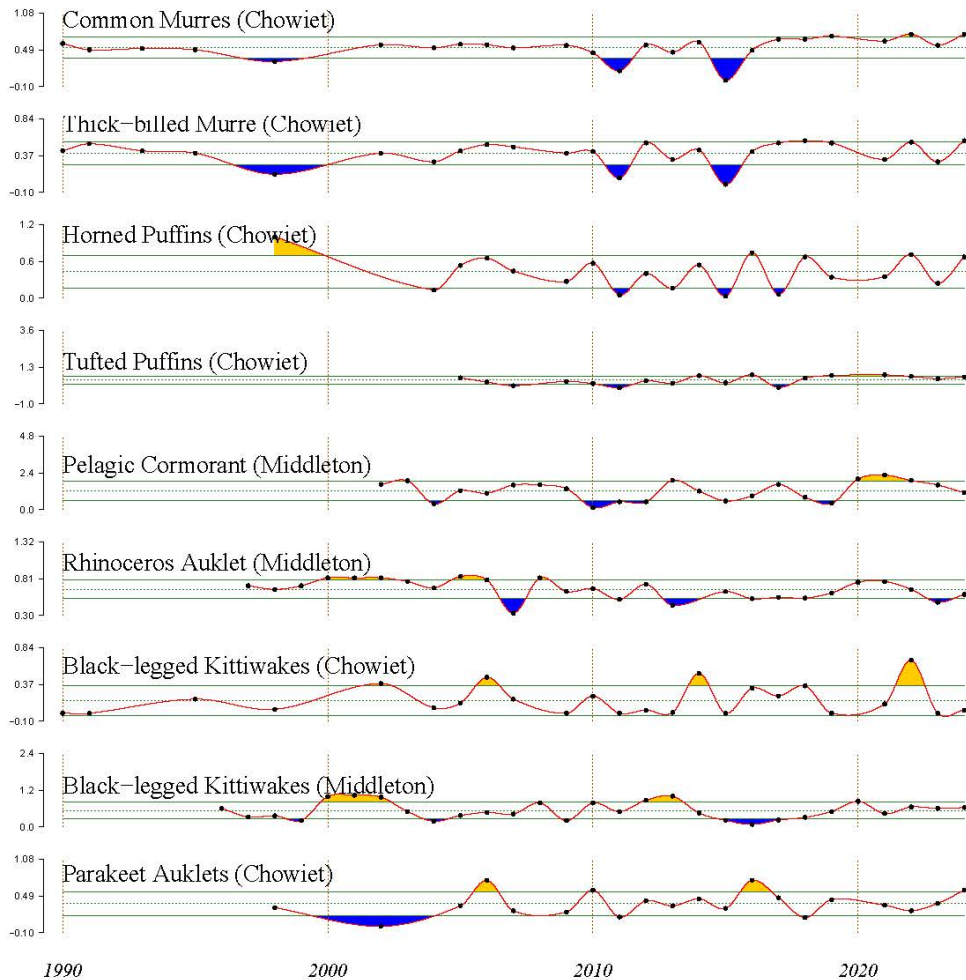 Common Murres (Chowiet)
1.08
0.49
−0.10
Thick−billed Murre (Chowiet)
0.84
0.37
−0.10
Horned Puffins (Chowiet)
1.2
0.6
0.0
Tufted Puffins (Chowiet)
3.6
1.3
−1.0
Pelagic Cormorant (Middleton)
4.8
2.4
0.0
Rhinoceros Auklet (Middleton)
1.32
0.81
0.30
Black−legged Kittiwakes (Chowiet)
0.84
0.37
−0.10
Black−legged Kittiwakes (Middleton)
2.4
1.2
0.0
Parakeet Auklets (Chowiet)
1.08
0.49
−0.10
1990 2000 2010 2020